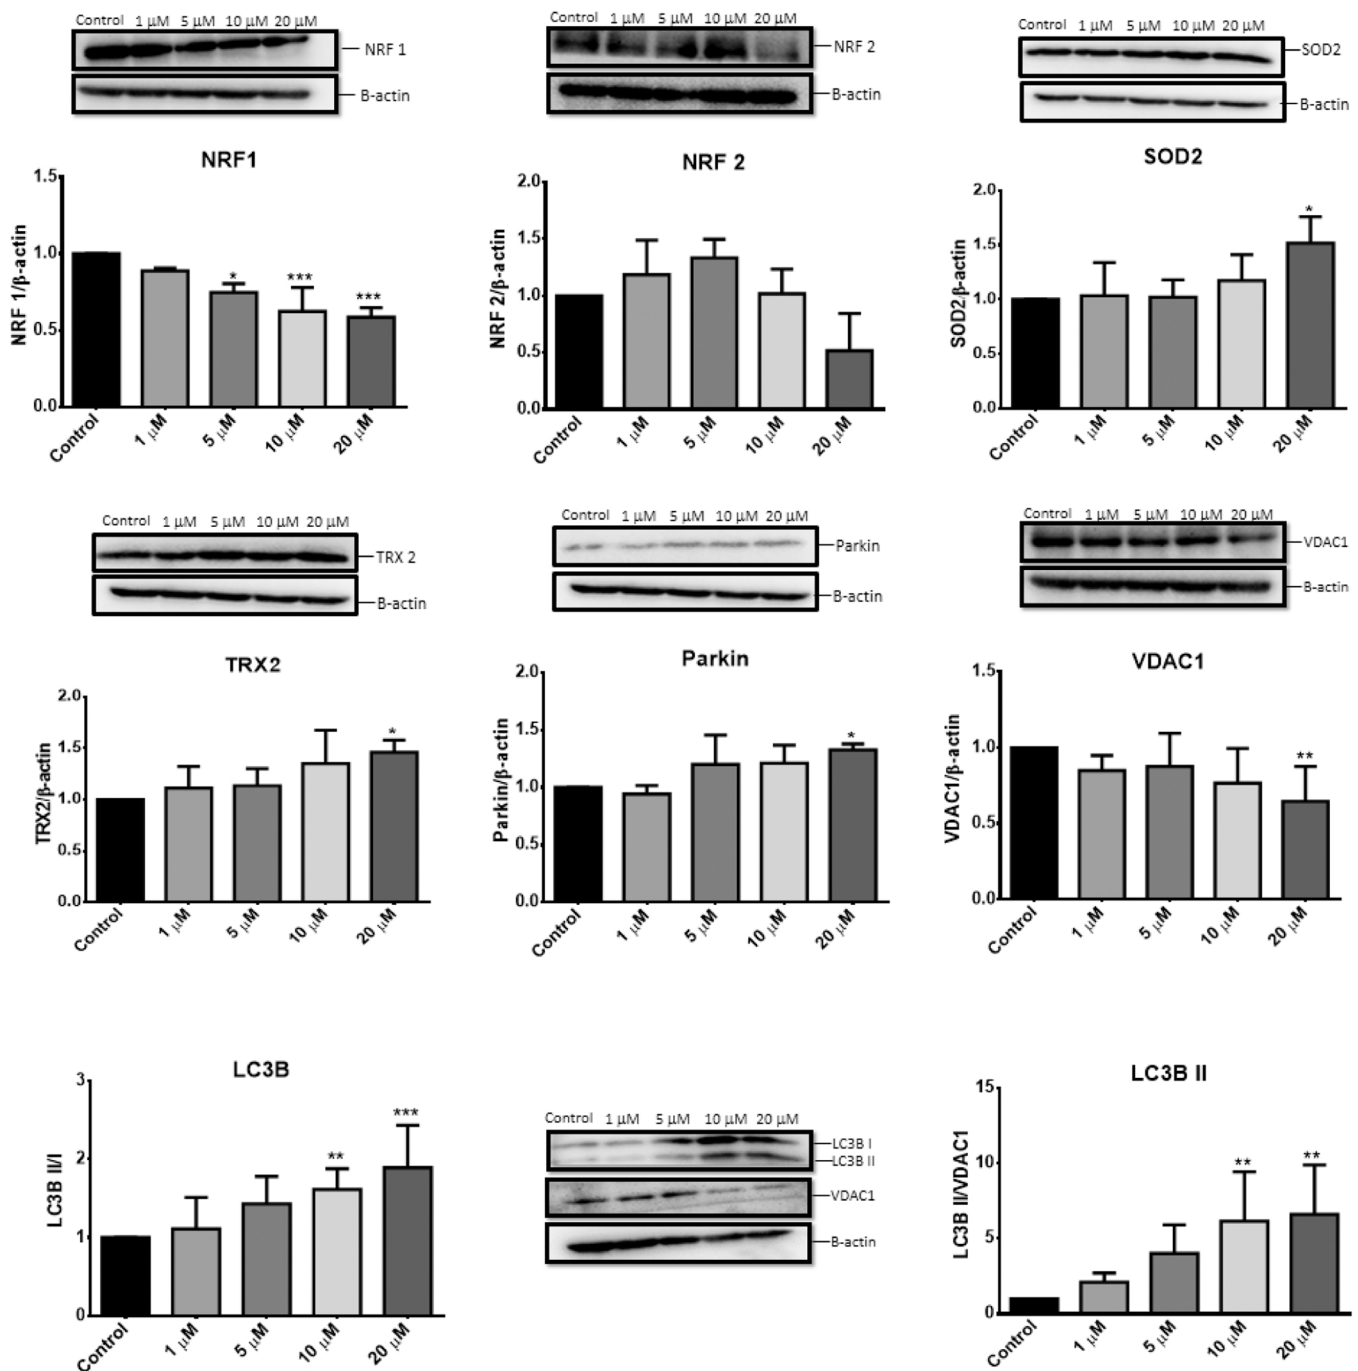 Control 1 μM 5 μM 10 μM 20 μM
NRF 1
B-actin
NRF1
NRF 1/β-actin
1.5
1.0
0.5
0.0
Control 1 μM 5 μM 10 μM 20 μM
* *** ***
Control 1 μM 5 μM 10 μM 20 μM
NRF 2
B-actin
NRF 2
NRF 2/β-actin
2.0
1.5
1.0
0.5
0.0
Control 1 μM 5 μM 10 μM 20 μM
Control 1 μM 5 μM 10 μM 20 μM
SOD2
B-actin
SOD2
SOD2/β-actin
2.0
1.5
1.0
0.5
0.0
*
Control 1 μM 5 μM 10 μM 20 μM
Control 1 μM 5 μM 10 μM 20 μM
TRX 2
B-actin
TRX2
TRX2/β-actin
2.0
1.5
1.0
0.5
0.0
*
Control 1 μM 5 μM 10 μM 20 μM
Control 1 μM 5 μM 10 μM 20 μM
Parkin
B-actin
Parkin
Parkin/β-actin
2.0
1.5
1.0
0.5
0.0
*
Control 1 μM 5 μM 10 μM 20 μM
Control 1 μM 5 μM 10 μM 20 μM
VDAC1
B-actin
VDAC1
VDAC1/β-actin
1.5
1.0
0.5
0.0
**
Control 1 μM 5 μM 10 μM 20 μM
LC3B
LC3B II/I
3
2
1
0
** ***
Control 1 μM 5 μM 10 μM 20 μM
Control 1 μM 5 μM 10 μM 20 μM
LC3B I
LC3B II
VDAC1
B-actin
LC3B II
LC3B II/VDAC1
15
10
5
0
** **
Control 1 μM 5 μM 10 μM 20 μM